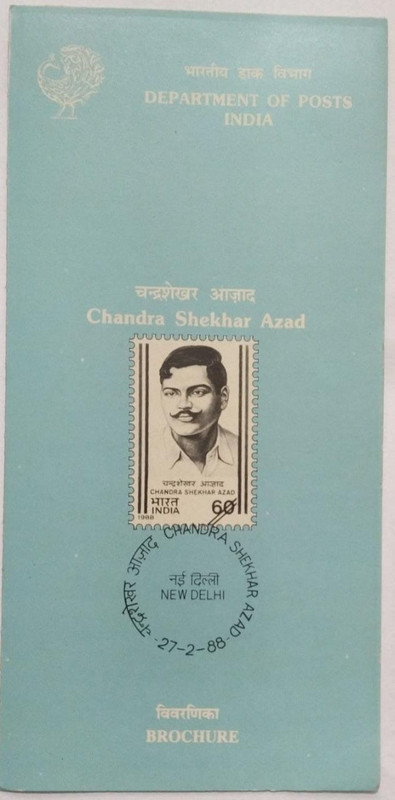 भारतीय डाक विभाग
DEPARTMENT OF POSTS
INDIA
चन्द्रशेखर आज़ाद
Chandra Shekhar Azad
चन्द्रशेखर आज़ाद
CHANDRA SHEKHAR AZAD
भारत
INDIA 60
1988
चन्द्रशेखर आज़ाद CHANDRA SHEKHAR AZAD
नई दिल्ली
NEW DELHI
-27-2-88-
विवरणिका
BROCHURE